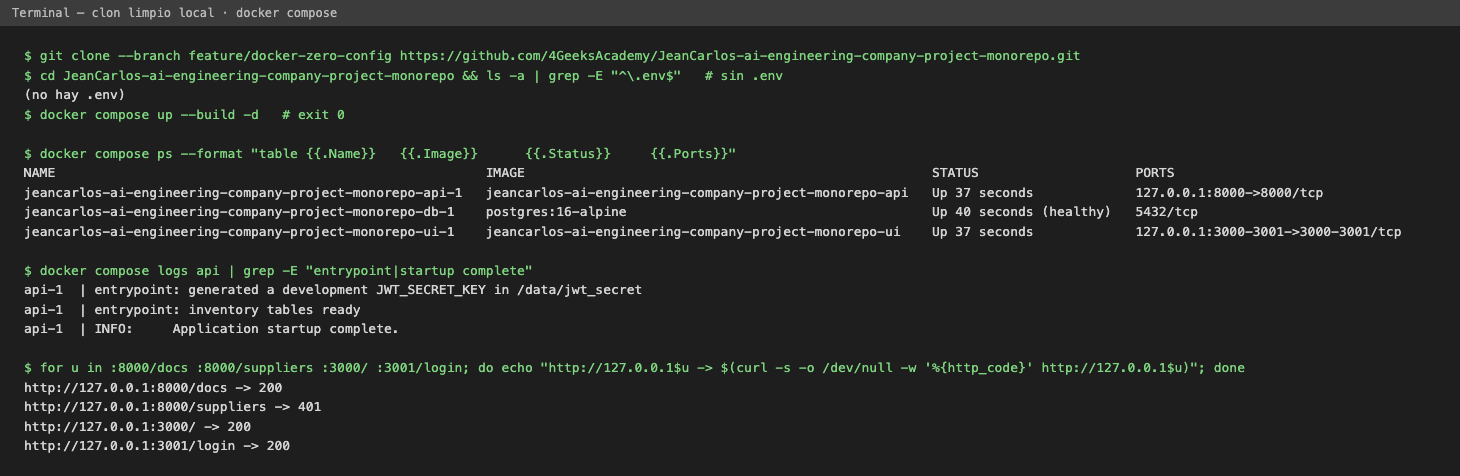 Terminal — clon limpio local · docker compose
$ git clone --branch feature/docker-zero-config https://github.com/4GeeksAcademy/JeanCarlos-ai-engineering-company-project-monorepo.git
$ cd JeanCarlos-ai-engineering-company-project-monorepo && ls -a | grep -E "^\.env$"   # sin .env
(no hay .env)
$ docker compose up --build -d   # exit 0
$ docker compose ps --format "table {{.Name}}   {{.Image}}      {{.Status}}     {{.Ports}}"
NAME                                                       IMAGE                                                    STATUS                    PORTS
jeancarlos-ai-engineering-company-project-monorepo-api-1   jeancarlos-ai-engineering-company-project-monorepo-api   Up 37 seconds             127.0.0.1:8000->8000/tcp
jeancarlos-ai-engineering-company-project-monorepo-db-1    postgres:16-alpine                                       Up 40 seconds (healthy)   5432/tcp
jeancarlos-ai-engineering-company-project-monorepo-ui-1    jeancarlos-ai-engineering-company-project-monorepo-ui    Up 37 seconds             127.0.0.1:3000-3001->3000-3001/tcp
$ docker compose logs api | grep -E "entrypoint|startup complete"
api-1  | entrypoint: generated a development JWT_SECRET_KEY in /data/jwt_secret
api-1  | entrypoint: inventory tables ready
api-1  | INFO:     Application startup complete.
$ for u in :8000/docs :8000/suppliers :3000/ :3001/login; do echo "http://127.0.0.1$u -> $(curl -s -o /dev/null -w '%{http_code}' http://127.0.0.1$u)"; done
http://127.0.0.1:8000/docs -> 200
http://127.0.0.1:8000/suppliers -> 401
http://127.0.0.1:3000/ -> 200
http://127.0.0.1:3001/login -> 200